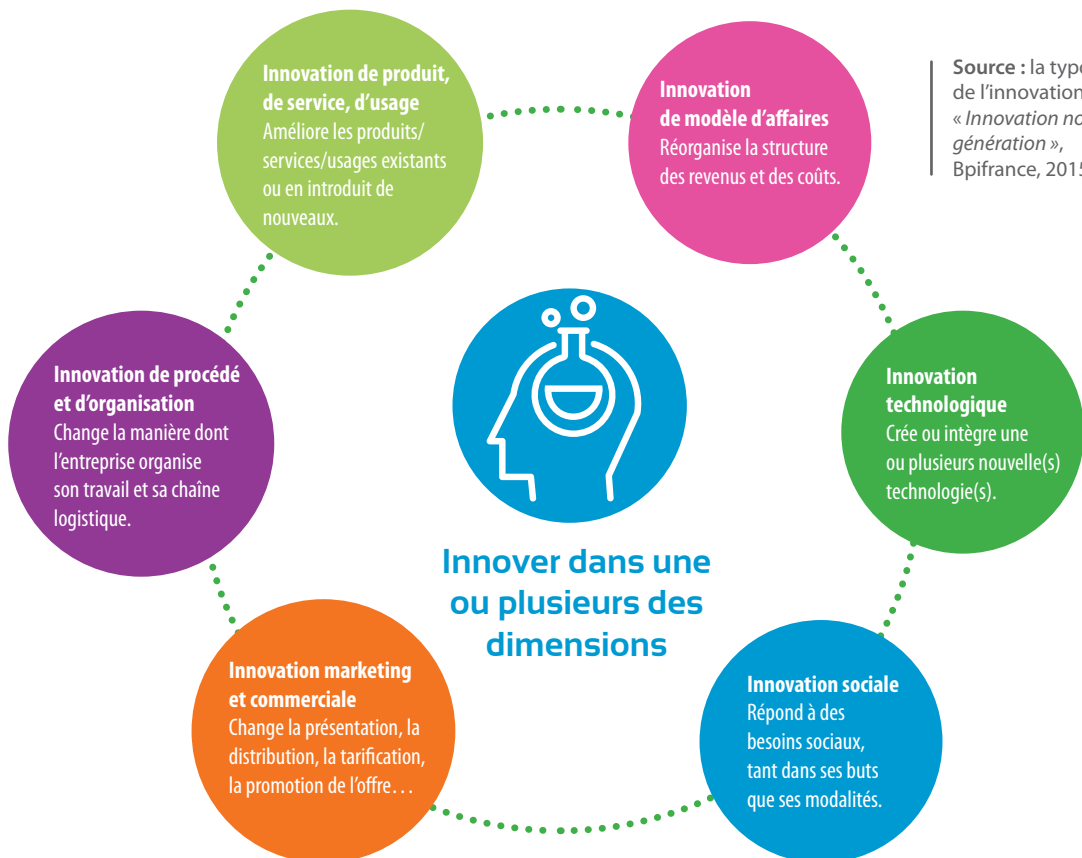 Innovation de produit,
de service, d'usage
Améliore les produits/
services/usages existants
ou en introduit de
nouveaux.
Innovation
de modèle d'affaires
Réorganise la structure
des revenus et des coûts.
Source : la
de l'innovation
« Innovation
génération »,
Bpifrance, 2015
Innovation de procédé
et d'organisation
Change la manière dont
l'entreprise organise
son travail et sa chaîne
logistique.
Innovation
technologique
Crée ou intègre une
ou plusieurs nouvelle(s)
technologie(s).
Innover dans une
ou plusieurs des
dimensions
Innovation marketing
et commerciale
Change la présentation, la
distribution, la tarification,
la promotion de l'offre…
Innovation sociale
Répond à des
besoins sociaux,
tant dans ses buts
que ses modalités.